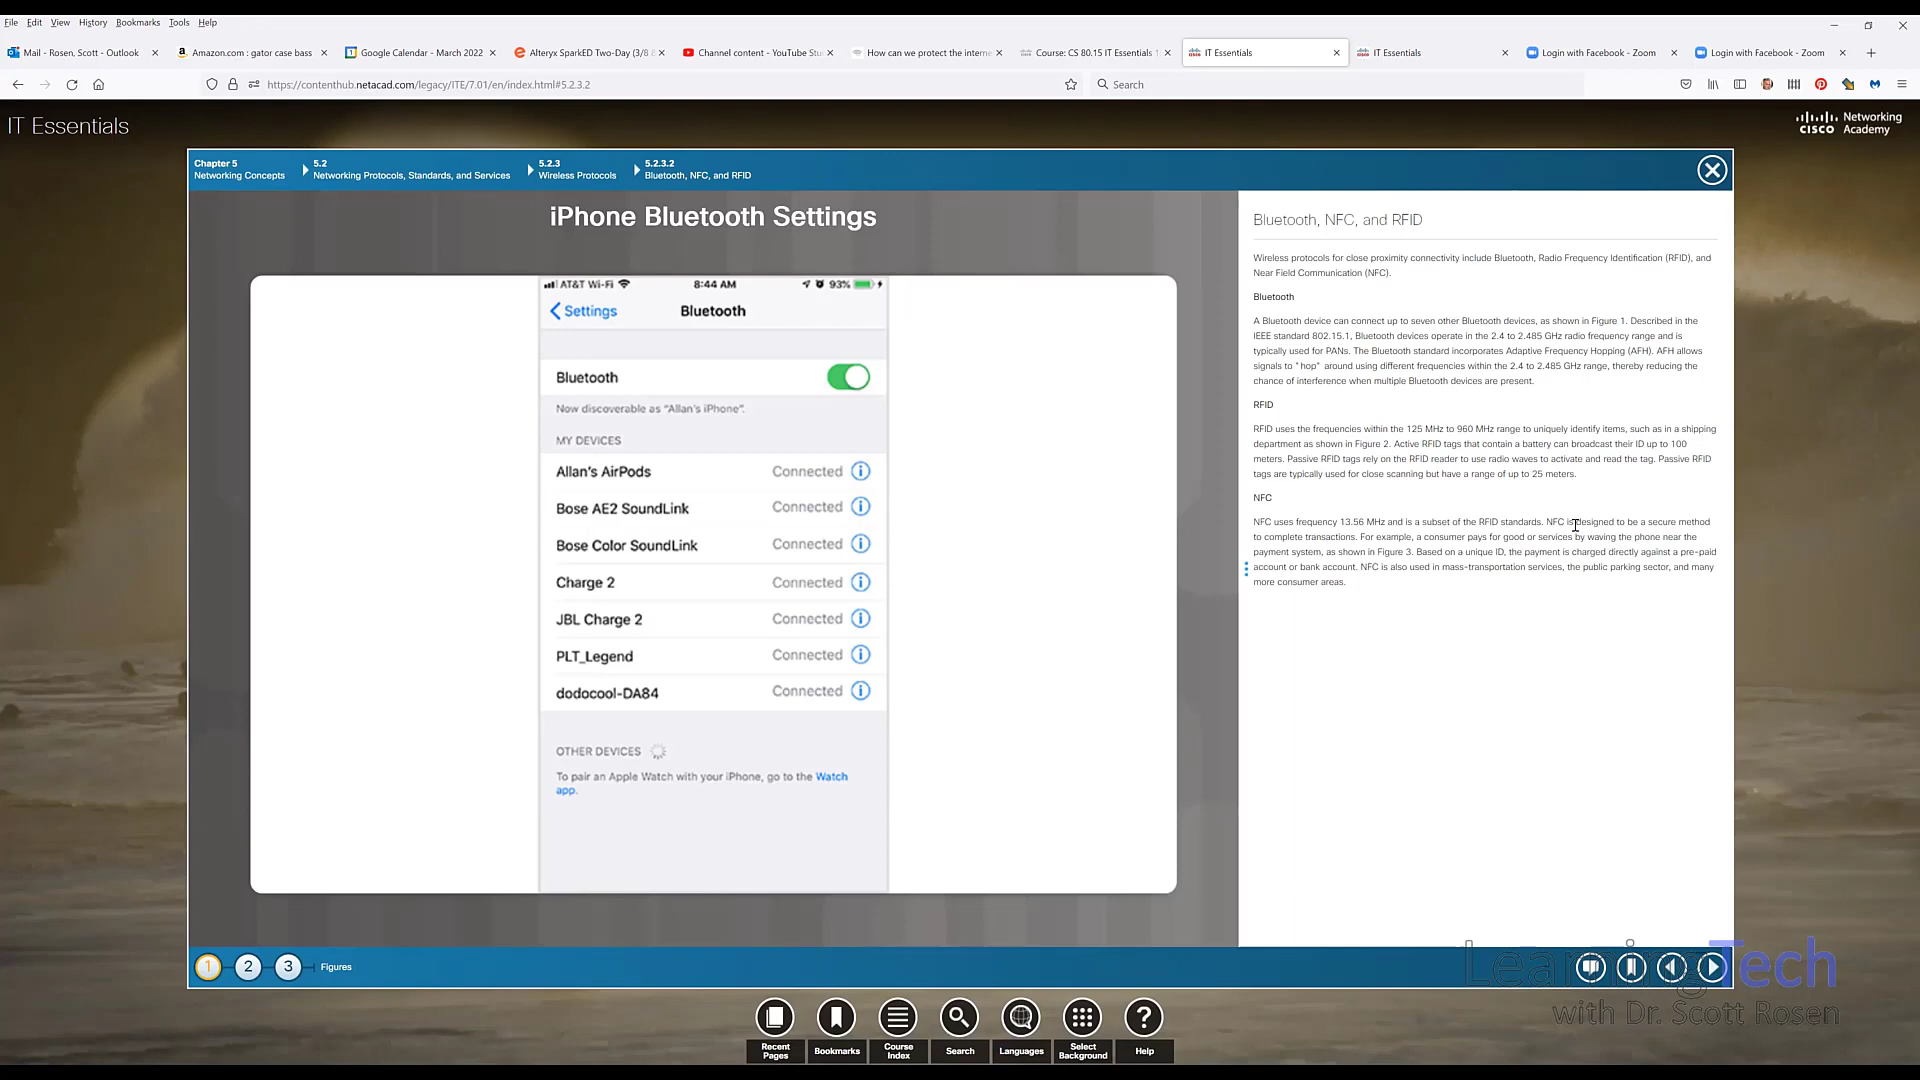 File Edit View History Bookmarks Tools Help
Mail - Rosen, Scott - Outlook
Amazon.com : gator case bass
Google Calendar - March 2022
Alteryx SparkED Two-Day (3/8 &
Channel content - YouTube Stu
How can we protect the interne
Course: CS 80.15 IT Essentials
IT Essentials
IT Essentials
Login with Facebook - Zoom
Login with Facebook - Zoom
https://contenthub.netacad.com/legacy/ITE/7.01/en/index.html#5.2.3.2
Search
IT Essentials
CISCO Networking Academy
Chapter 5
Networking Concepts
5.2
Networking Protocols, Standards, and Services
5.2.3
Wireless Protocols
5.2.3.2
Bluetooth, NFC, and RFID
iPhone Bluetooth Settings
AT&T Wi-Fi 8:44 AM 93%
Settings Bluetooth
Bluetooth
Now discoverable as "Allan's iPhone".
MY DEVICES
Allan's AirPods Connected
Bose AE2 SoundLink Connected
Bose Color SoundLink Connected
Charge 2 Connected
JBL Charge 2 Connected
PLT_Legend Connected
dodocool-DA84 Connected
OTHER DEVICES
To pair an Apple Watch with your iPhone, go to the Watch
app.
Bluetooth, NFC, and RFID
Wireless protocols for close proximity connectivity include Bluetooth, Radio Frequency Identification (RFID), and
Near Field Communication (NFC).
Bluetooth
A Bluetooth device can connect up to seven other Bluetooth devices, as shown in Figure 1. Described in the
IEEE standard 802.15.1, Bluetooth devices operate in the 2.4 to 2.485 GHz radio frequency range and is
typically used for PANs. The Bluetooth standard incorporates Adaptive Frequency Hopping (AFH). AFH allows
signals to "hop" around using different frequencies within the 2.4 to 2.485 GHz range, thereby reducing the
chance of interference when multiple Bluetooth devices are present.
RFID
RFID uses the frequencies within the 125 MHz to 960 MHz range to uniquely identify items, such as in a shipping
department as shown in Figure 2. Active RFID tags that contain a battery can broadcast their ID up to 100
meters. Passive RFID tags rely on the RFID reader to use radio waves to activate and read the tag. Passive RFID
tags are typically used for close scanning but have a range of up to 25 meters.
NFC
NFC uses frequency 13.56 MHz and is a subset of the RFID standards. NFC is designed to be a secure method
to complete transactions. For example, a consumer pays for good or services by waving the phone near the
payment system, as shown in Figure 3. Based on a unique ID, the payment is charged directly against a pre-paid
account or bank account. NFC is also used in mass-transportation services, the public parking sector, and many
more consumer areas.
1 2 3 Figures
LearningTech
with Dr. Scott Rosen
Recent Pages
Bookmarks
Course Index
Search
Languages
Select Background
Help